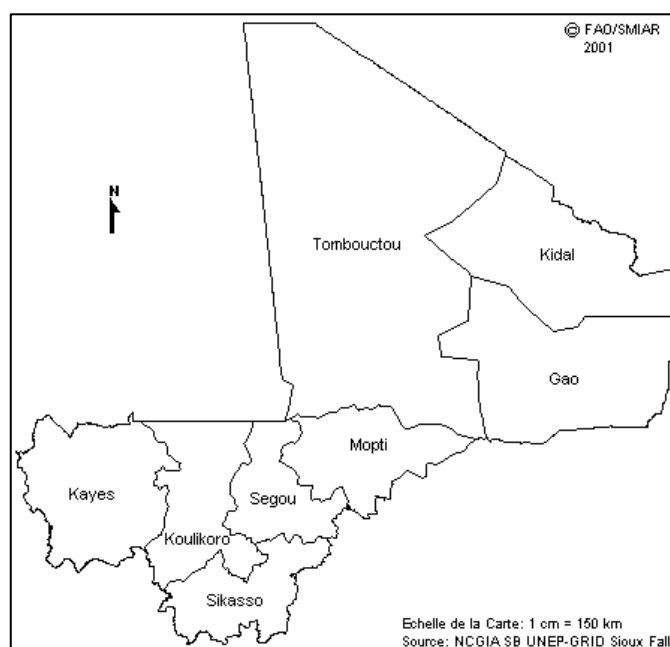 © FAO/SMIAR
2001
N
Tombouctou
Kidal
Gao
Mopti
Kayes
Segou
Koulikoro
Sikasso
Echelle de la Carte: 1 cm = 150 km
Source: NCGIA SB UNEP-GRID Sioux Fall